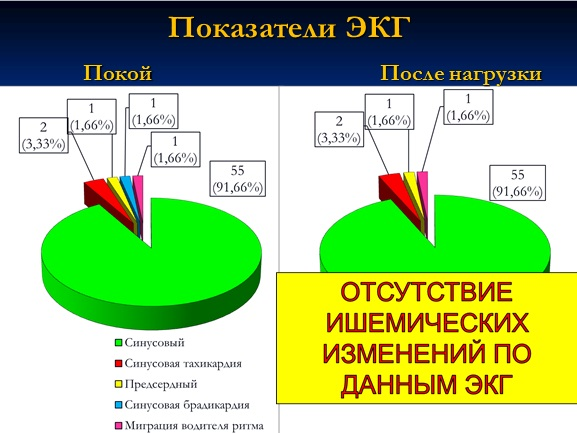 Показатели ЭКГ
Покой
После нагрузки
2
(3,33%)
1
(1,66%)
1
(1,66%)
1
(1,66%)
55
(91,66%)
2
(3,33%)
1
(1,66%)
1
(1,66%)
55
(91,66%)
Синусовый
Синусовая тахикардия
Предсердный
Синусовая брадикардия
Миграция водителя ритма
ОТСУТСТВИЕ
ИШЕМИЧЕСКИХ
ИЗМЕНЕНИЙ ПО
ДАННЫМ ЭКГ